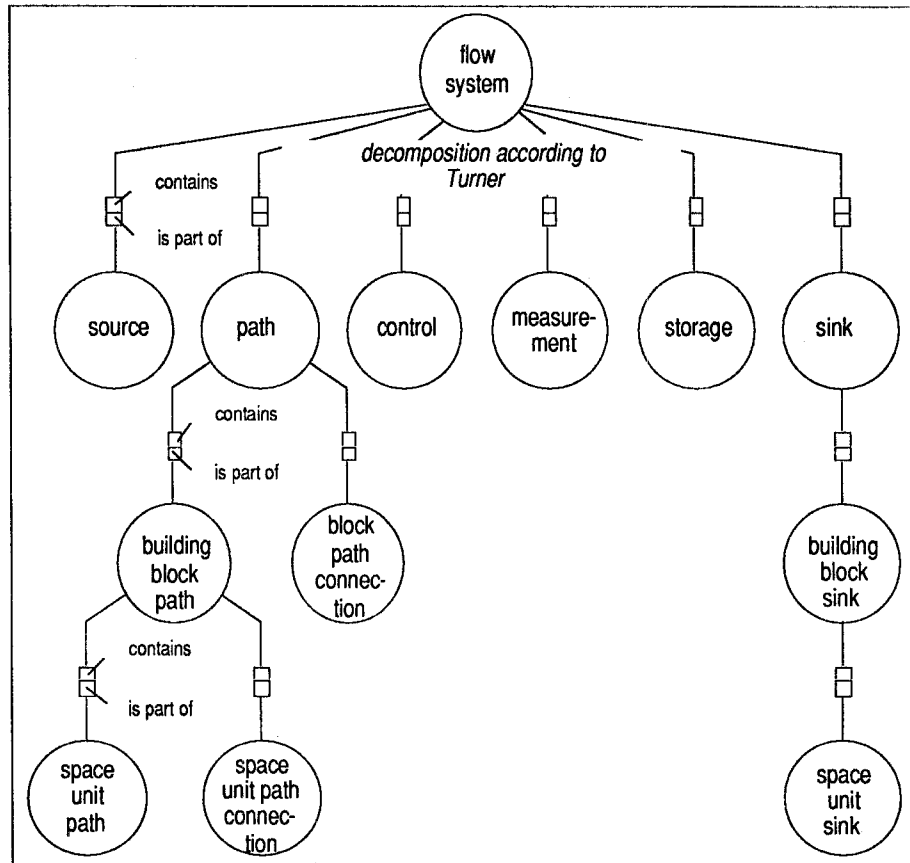 flow
system
decomposition according to
Turner
contains
is part of
source
path
control
measure-
ment
storage
sink
contains
is part of
building
block
path
block
path
connec-
tion
building
block
sink
contains
is part of
space
unit
path
space
unit path
connec-
tion
space
unit
sink